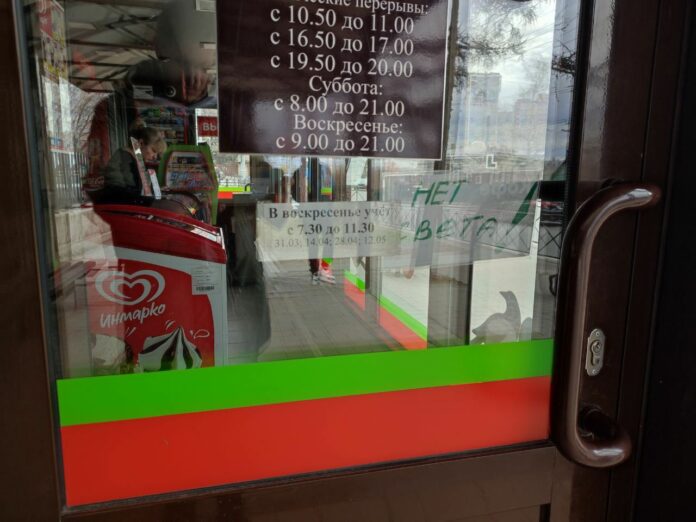 перерывы:
с 10.50 до 11.00
с 16.50 до 17.00
с 19.50 до 20.00
Суббота:
с 8.00 до 21.00
Воскресенье:
с 9.00 до 21.00
В воскресенье учёт
с 7.30 до 11.30
31.03; 14.04; 28.04; 12.05
НЕТ
СВЕТА!
Инмарко